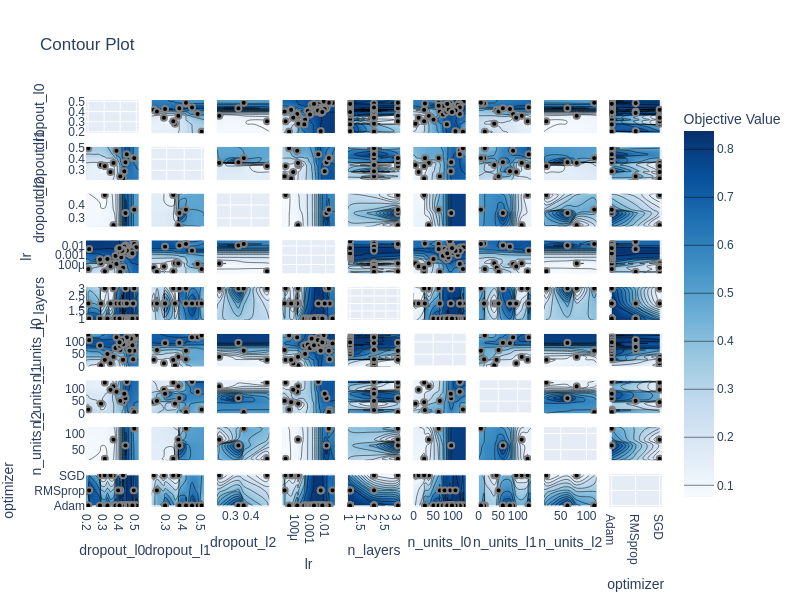 Contour Plot
Objective Value
0.8
0.7
0.6
0.5
0.4
0.3
0.2
0.1
dropout_l0
0.5
0.4
0.3
0.2
dropout_l1
0.5
0.4
0.3
dropout_l2
0.4
0.3
lr
0.01
0.001
100μ
n_layers
3
2.5
2
1.5
1
n_units_l0
100
50
0
n_units_l1
100
50
0
n_units_l2
100
50
optimizer
SGD
RMSprop
Adam
0.2
0.3
0.4
0.5
dropout_l0
0.3
0.4
0.5
dropout_l1
0.3 0.4
dropout_l2
100μ
0.001
0.01
lr
1
1.5
2
2.5
3
n_layers
0 50 100
n_units_l0
0 50 100
n_units_l1
50 100
n_units_l2
Adam
RMSprop
SGD
optimizer